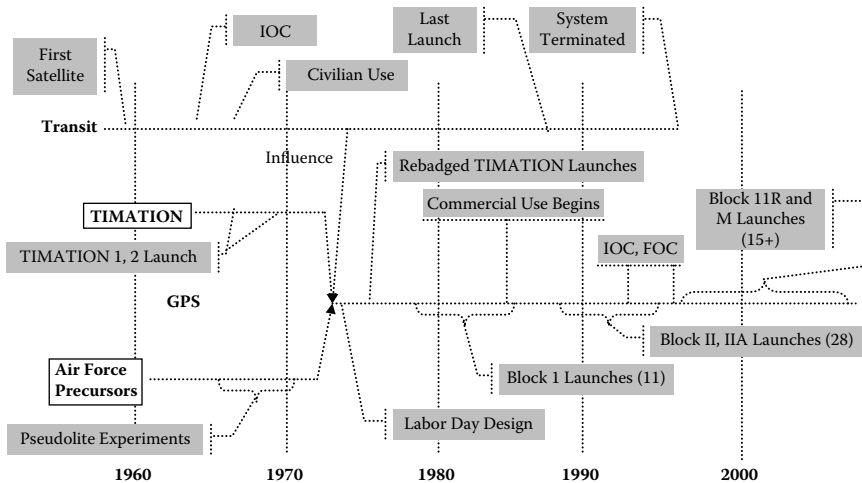 First
Satellite
IOC
Civilian Use
Last
Launch
System
Terminated
Transit
Influence
Rebadged TIMATION Launches
Commercial Use Begins
Block 11R and
M Launches
(15+)
TIMATION
TIMATION 1, 2 Launch
IOC, FOC
GPS
Block II, IIA Launches (28)
Air Force
Precursors
Block 1 Launches (11)
Pseudolite Experiments
Labor Day Design
1960
1970
1980
1990
2000